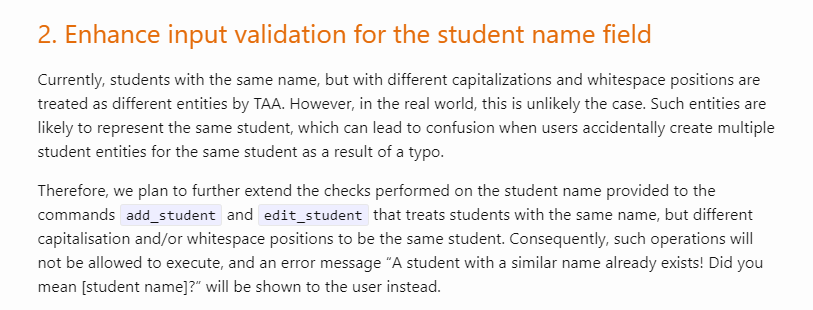 2. Enhance input validation for the student name field
Currently, students with the same name, but with different capitalizations and whitespace positions are
treated as different entities by TAA. However, in the real world, this is unlikely the case. Such entities are
likely to represent the same student, which can lead to confusion when users accidentally create multiple
student entities for the same student as a result of a typo.
Therefore, we plan to further extend the checks performed on the student name provided to the
commands add_student and edit_student that treats students with the same name, but different
capitalisation and/or whitespace positions to be the same student. Consequently, such operations will
not be allowed to execute, and an error message “A student with a similar name already exists! Did you
mean [student name]?” will be shown to the user instead.